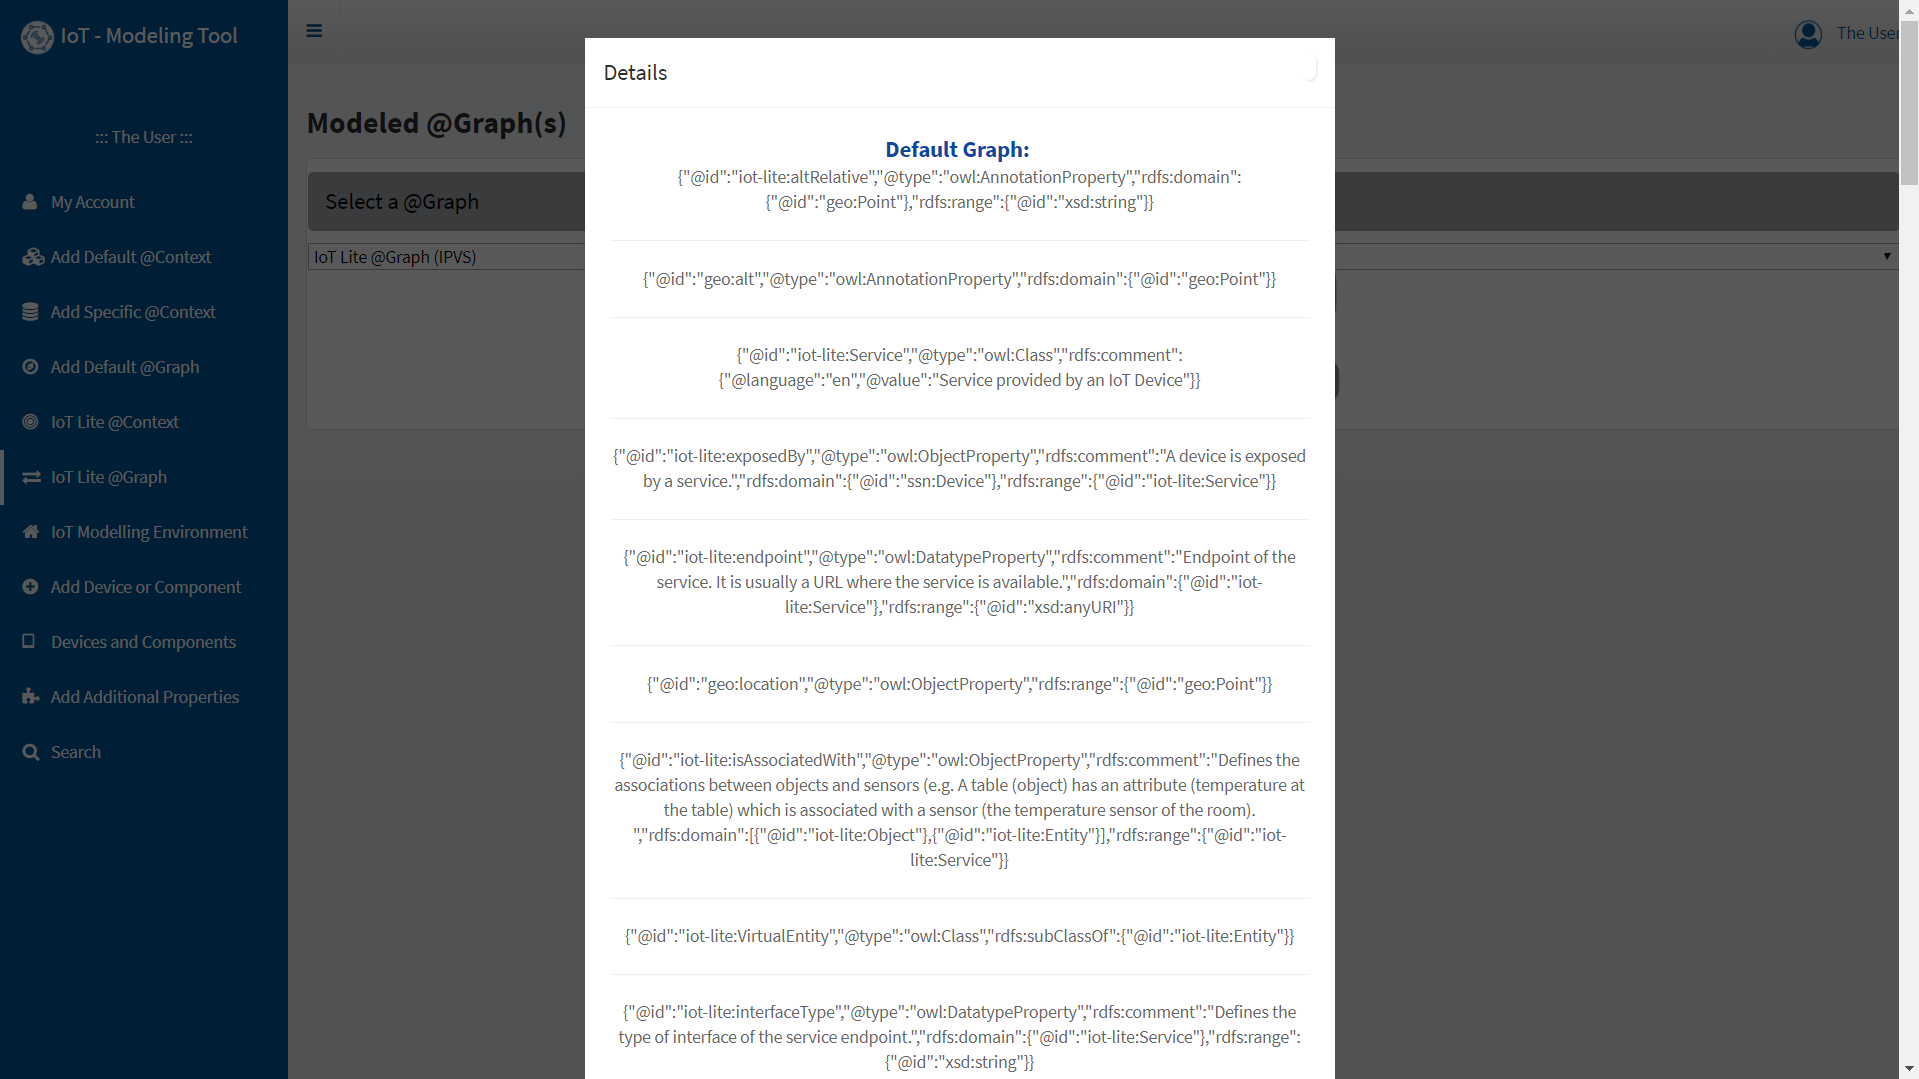 IoT - Modeling Tool
::: The User :::
My Account
Add Default @Context
Add Specific @Context
Add Default @Graph
IoT Lite @Context
IoT Lite @Graph
IoT Modelling Environment
Add Device or Component
Devices and Components
Add Additional Properties
Search
The User
Modeled @Graph(s)
Select a @Graph
IoT Lite @Graph (IPVS)
Details
Default Graph:
{"@id":"iot-lite:altRelative","@type":"owl:AnnotationProperty","rdfs:domain":
{"@id":"geo:Point"},"rdfs:range":{"@id":"xsd:string"}}
{"@id":"geo:alt","@type":"owl:AnnotationProperty","rdfs:domain":{"@id":"geo:Point"}}
{"@id":"iot-lite:Service","@type":"owl:Class","rdfs:comment":
{"@language":"en","@value":"Service provided by an IoT Device"}}
{"@id":"iot-lite:exposedBy","@type":"owl:ObjectProperty","rdfs:comment":"A device is exposed
by a service.","rdfs:domain":{"@id":"ssn:Device"},"rdfs:range":{"@id":"iot-lite:Service"}}
{"@id":"iot-lite:endpoint","@type":"owl:DatatypeProperty","rdfs:comment":"Endpoint of the
service. It is usually a URL where the service is available.","rdfs:domain":{"@id":"iot-
lite:Service"},"rdfs:range":{"@id":"xsd:anyURI"}}
{"@id":"geo:location","@type":"owl:ObjectProperty","rdfs:range":{"@id":"geo:Point"}}
{"@id":"iot-lite:isAssociatedWith","@type":"owl:ObjectProperty","rdfs:comment":"Defines the
associations between objects and sensors (e.g. A table (object) has an attribute (temperature at
the table) which is associated with a sensor (the temperature sensor of the room).
","rdfs:domain":[{"@id":"iot-lite:Object"},{"@id":"iot-lite:Entity"}],"rdfs:range":{"@id":"iot-
lite:Service"}}
{"@id":"iot-lite:VirtualEntity","@type":"owl:Class","rdfs:subClassOf":{"@id":"iot-lite:Entity"}}
{"@id":"iot-lite:interfaceType","@type":"owl:DatatypeProperty","rdfs:comment":"Defines the
type of interface of the service endpoint.","rdfs:domain":{"@id":"iot-lite:Service"},"rdfs:range":
{"@id":"xsd:string"}}